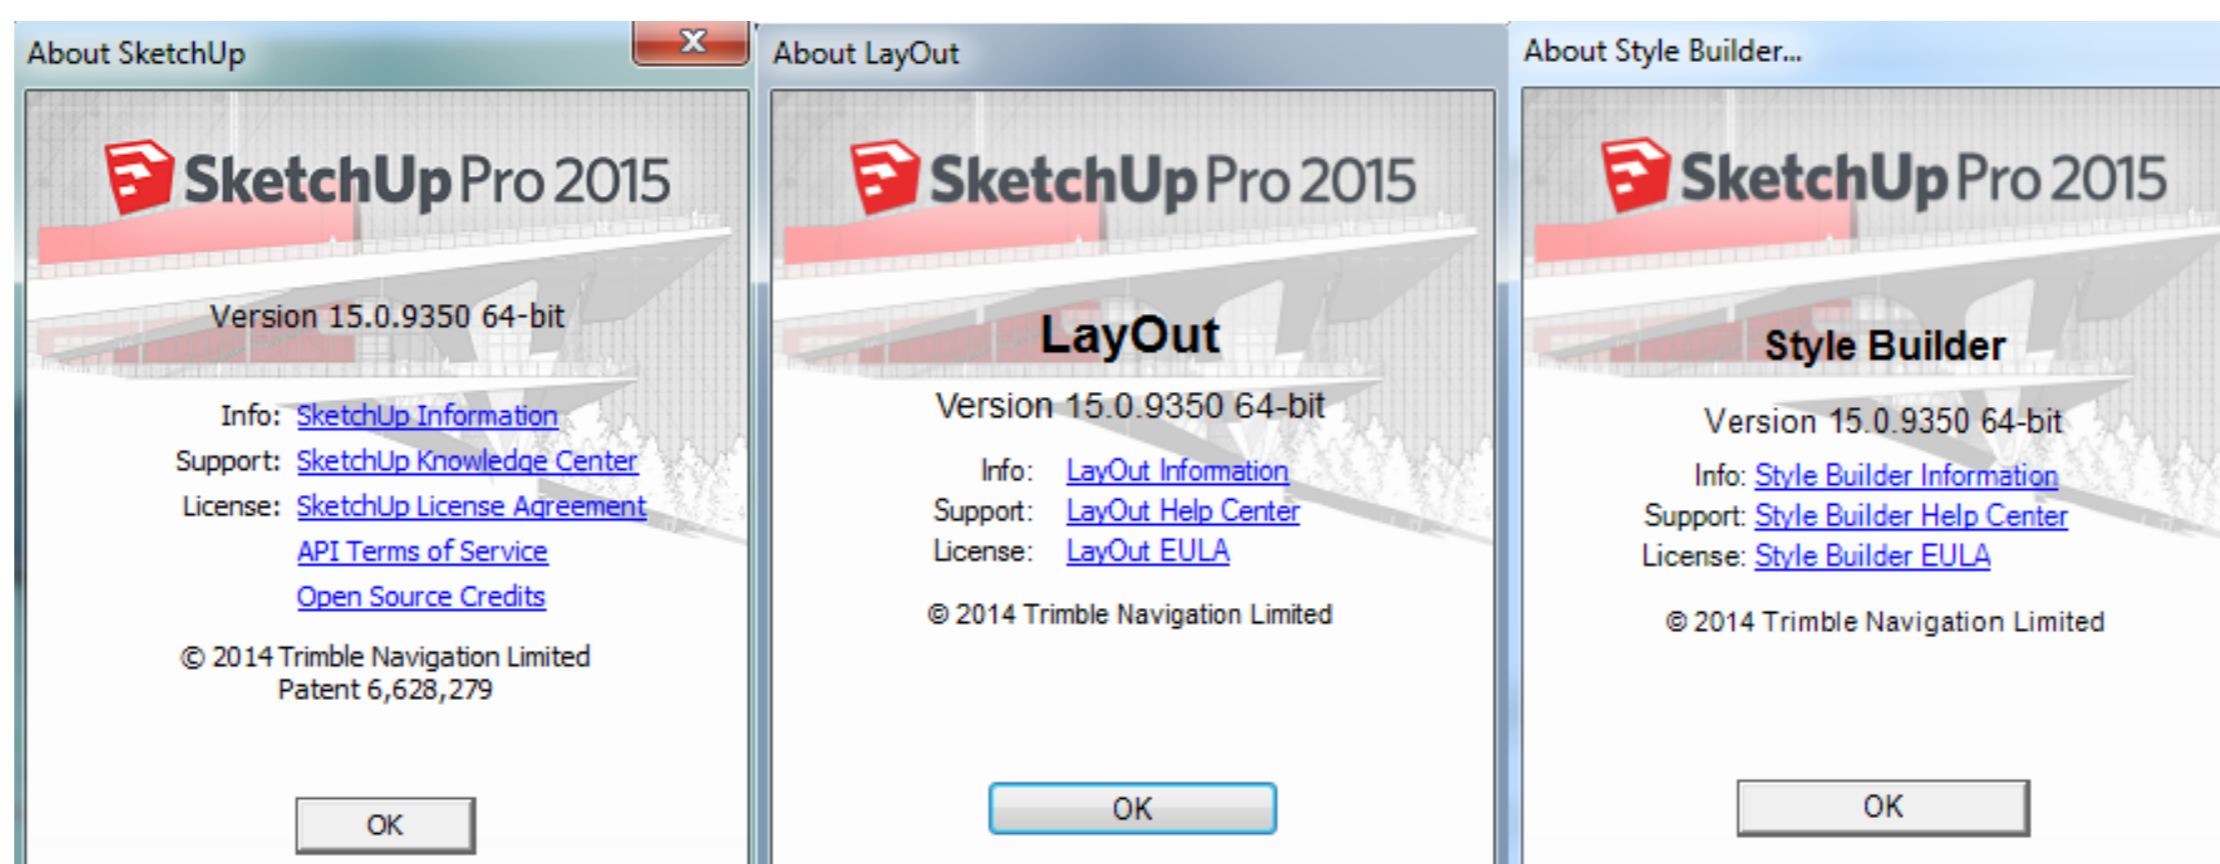 About SketchUp
SketchUp Pro 2015
Version 15.0.9350 64-bit
Info: SketchUp Information
Support: SketchUp Knowledge Center
License: SketchUp License Agreement
API Terms of Service
Open Source Credits
© 2014 Trimble Navigation Limited
Patent 6,628,279
OK
About LayOut
SketchUp Pro 2015
LayOut
Version 15.0.9350 64-bit
Info: LayOut Information
Support: LayOut Help Center
License: LayOut EULA
© 2014 Trimble Navigation Limited
OK
About Style Builder...
SketchUp Pro 2015
Style Builder
Version 15.0.9350 64-bit
Info: Style Builder Information
Support: Style Builder Help Center
License: Style Builder EULA
© 2014 Trimble Navigation Limited
OK